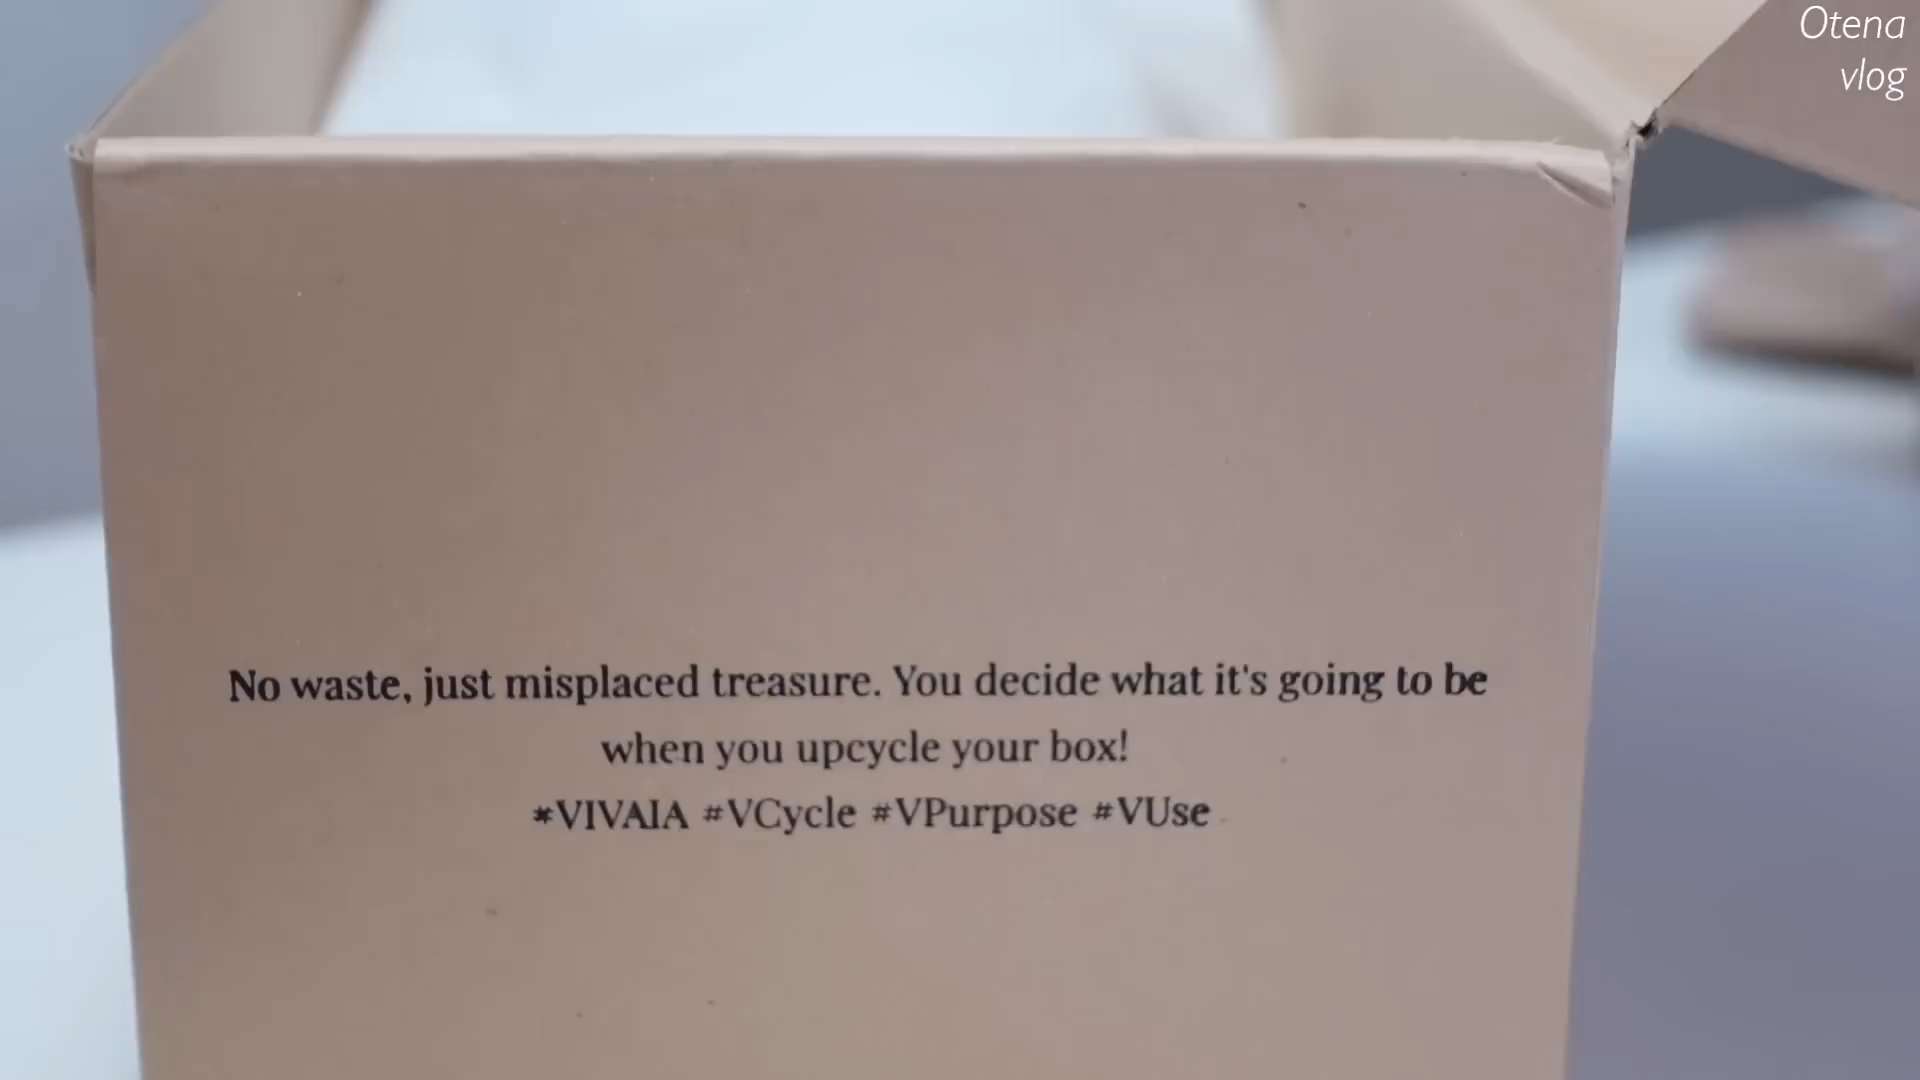 Otena
vlog
No waste, just misplaced treasure. You decide what it's going to be
when you upcycle your box!
#VIVAIA #VCycle #VPurpose #VUse